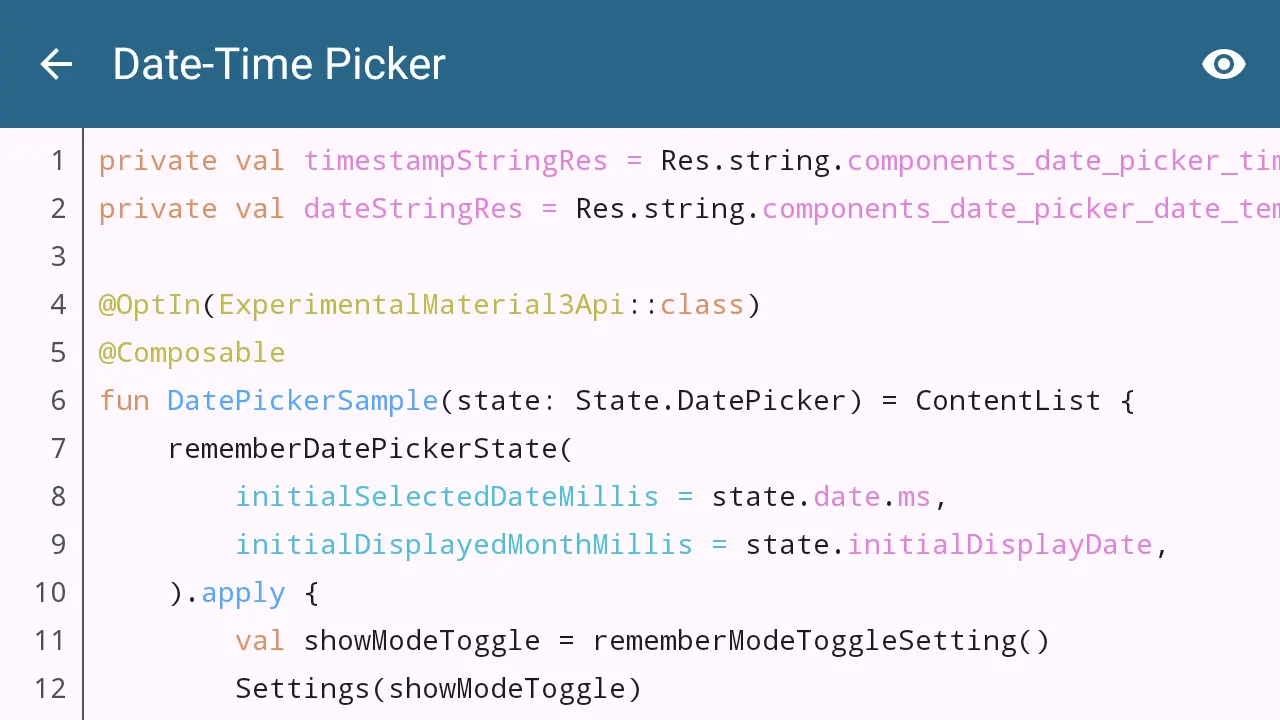 Date-Time Picker
1 private val timestampStringRes = Res.string.components_date_picker_tim
2 private val dateStringRes = Res.string.components_date_picker_date_tem
3
4 @OptIn(ExperimentalMaterial3Api::class)
5 @Composable
6 fun DatePickerSample(state: State.DatePicker) = ContentList {
7 rememberDatePickerState(
8 initialSelectedDateMillis = state.date.ms,
9 initialDisplayedMonthMillis = state.initialDisplayDate,
10 ).apply {
11 val showModeToggle = rememberModeToggleSetting()
12 Settings(showModeToggle)